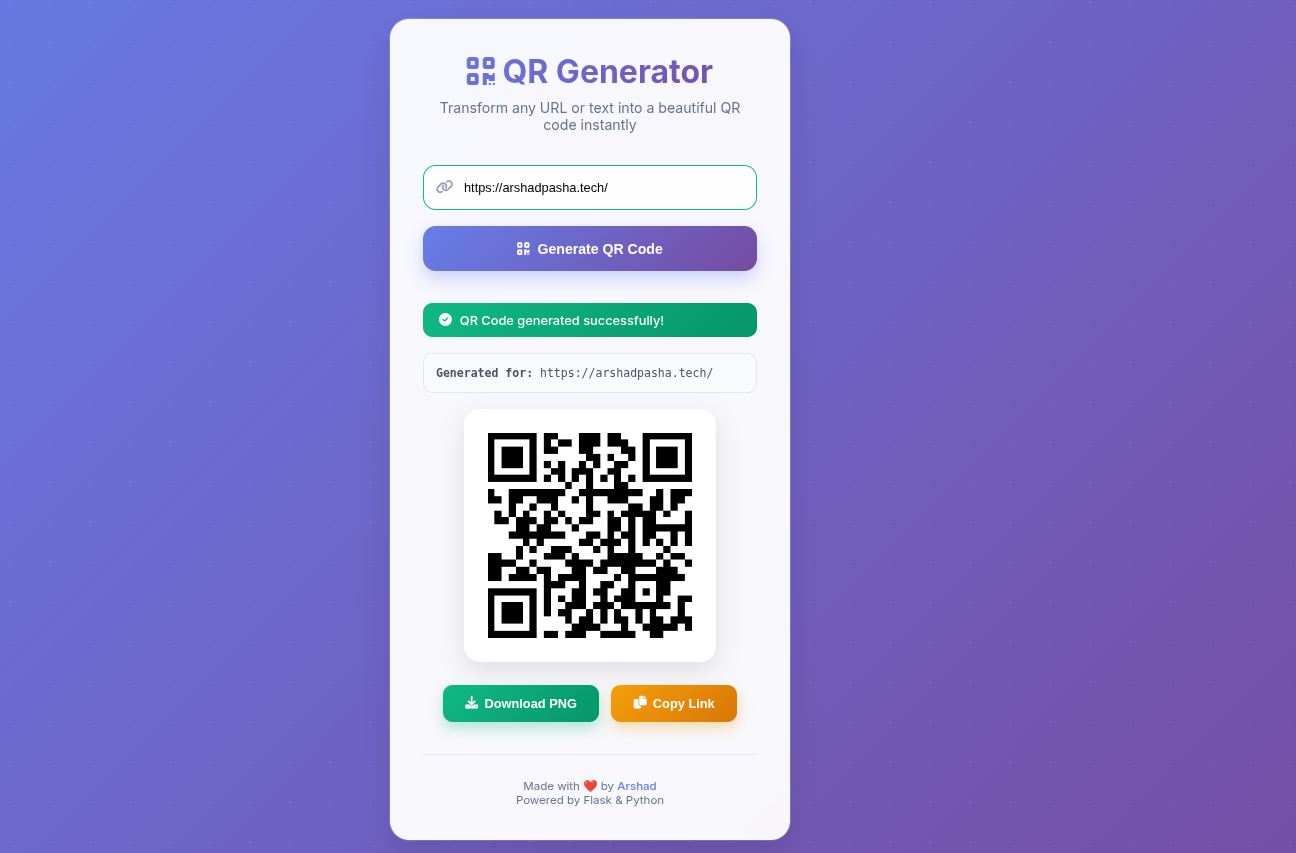 QR Generator
Transform any URL or text into a beautiful QR
code instantly
https://arshadpasha.tech/
Generate QR Code
QR Code generated successfully!
Generated for: https://arshadpasha.tech/
Download PNG
Copy Link
Made with ❤️ by Arshad
Powered by Flask & Python